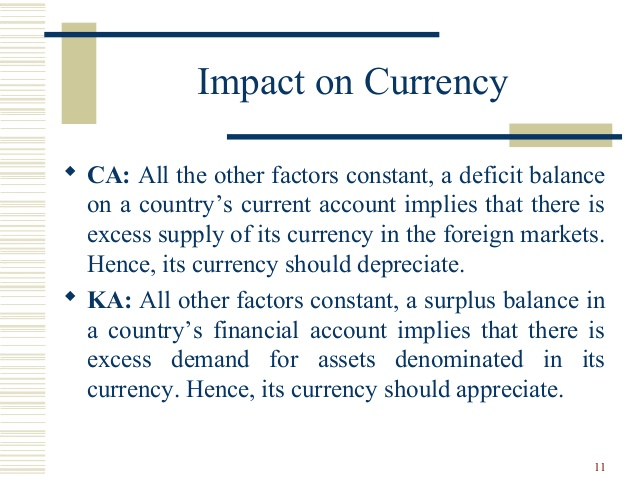 Impact on Currency
CA: All the other factors constant, a deficit balance
on a country’s current account implies that there is
excess supply of its currency in the foreign markets.
Hence, its currency should depreciate.
KA: All other factors constant, a surplus balance in
a country’s financial account implies that there is
excess demand for assets denominated in its
currency. Hence, its currency should appreciate.
11